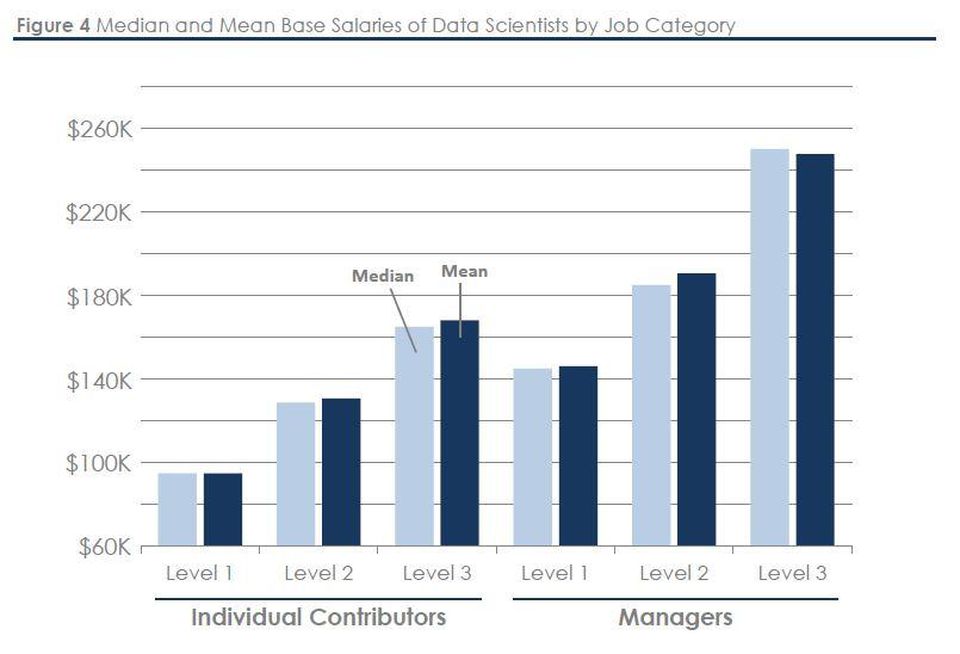 Figure 4 Median and Mean Base Salaries of Data Scientists by Job Category
$260K
$220K
Median
Mean
$180K
$140K
$100K
$60K
Level 1 Level 2 Level 3 Level 1 Level 2 Level 3
Individual Contributors Managers